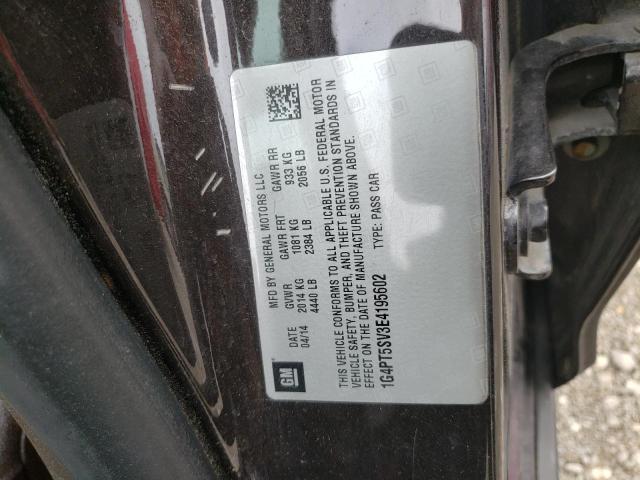 GM
MFD BY GENERAL MOTORS LLC
DATE GVWR GAWR FRT GAWR RR
04/14 2014 KG 1081 KG 933 KG
4440 LB 2384 LB 2056 LB
THIS VEHICLE CONFORMS TO ALL APPLICABLE U.S. FEDERAL MOTOR
VEHICLE SAFETY, BUMPER, AND THEFT PREVENTION STANDARDS IN
EFFECT ON THE DATE OF MANUFACTURE SHOWN ABOVE.
TYPE: PASS CAR
1G4PT5SV3E4195602